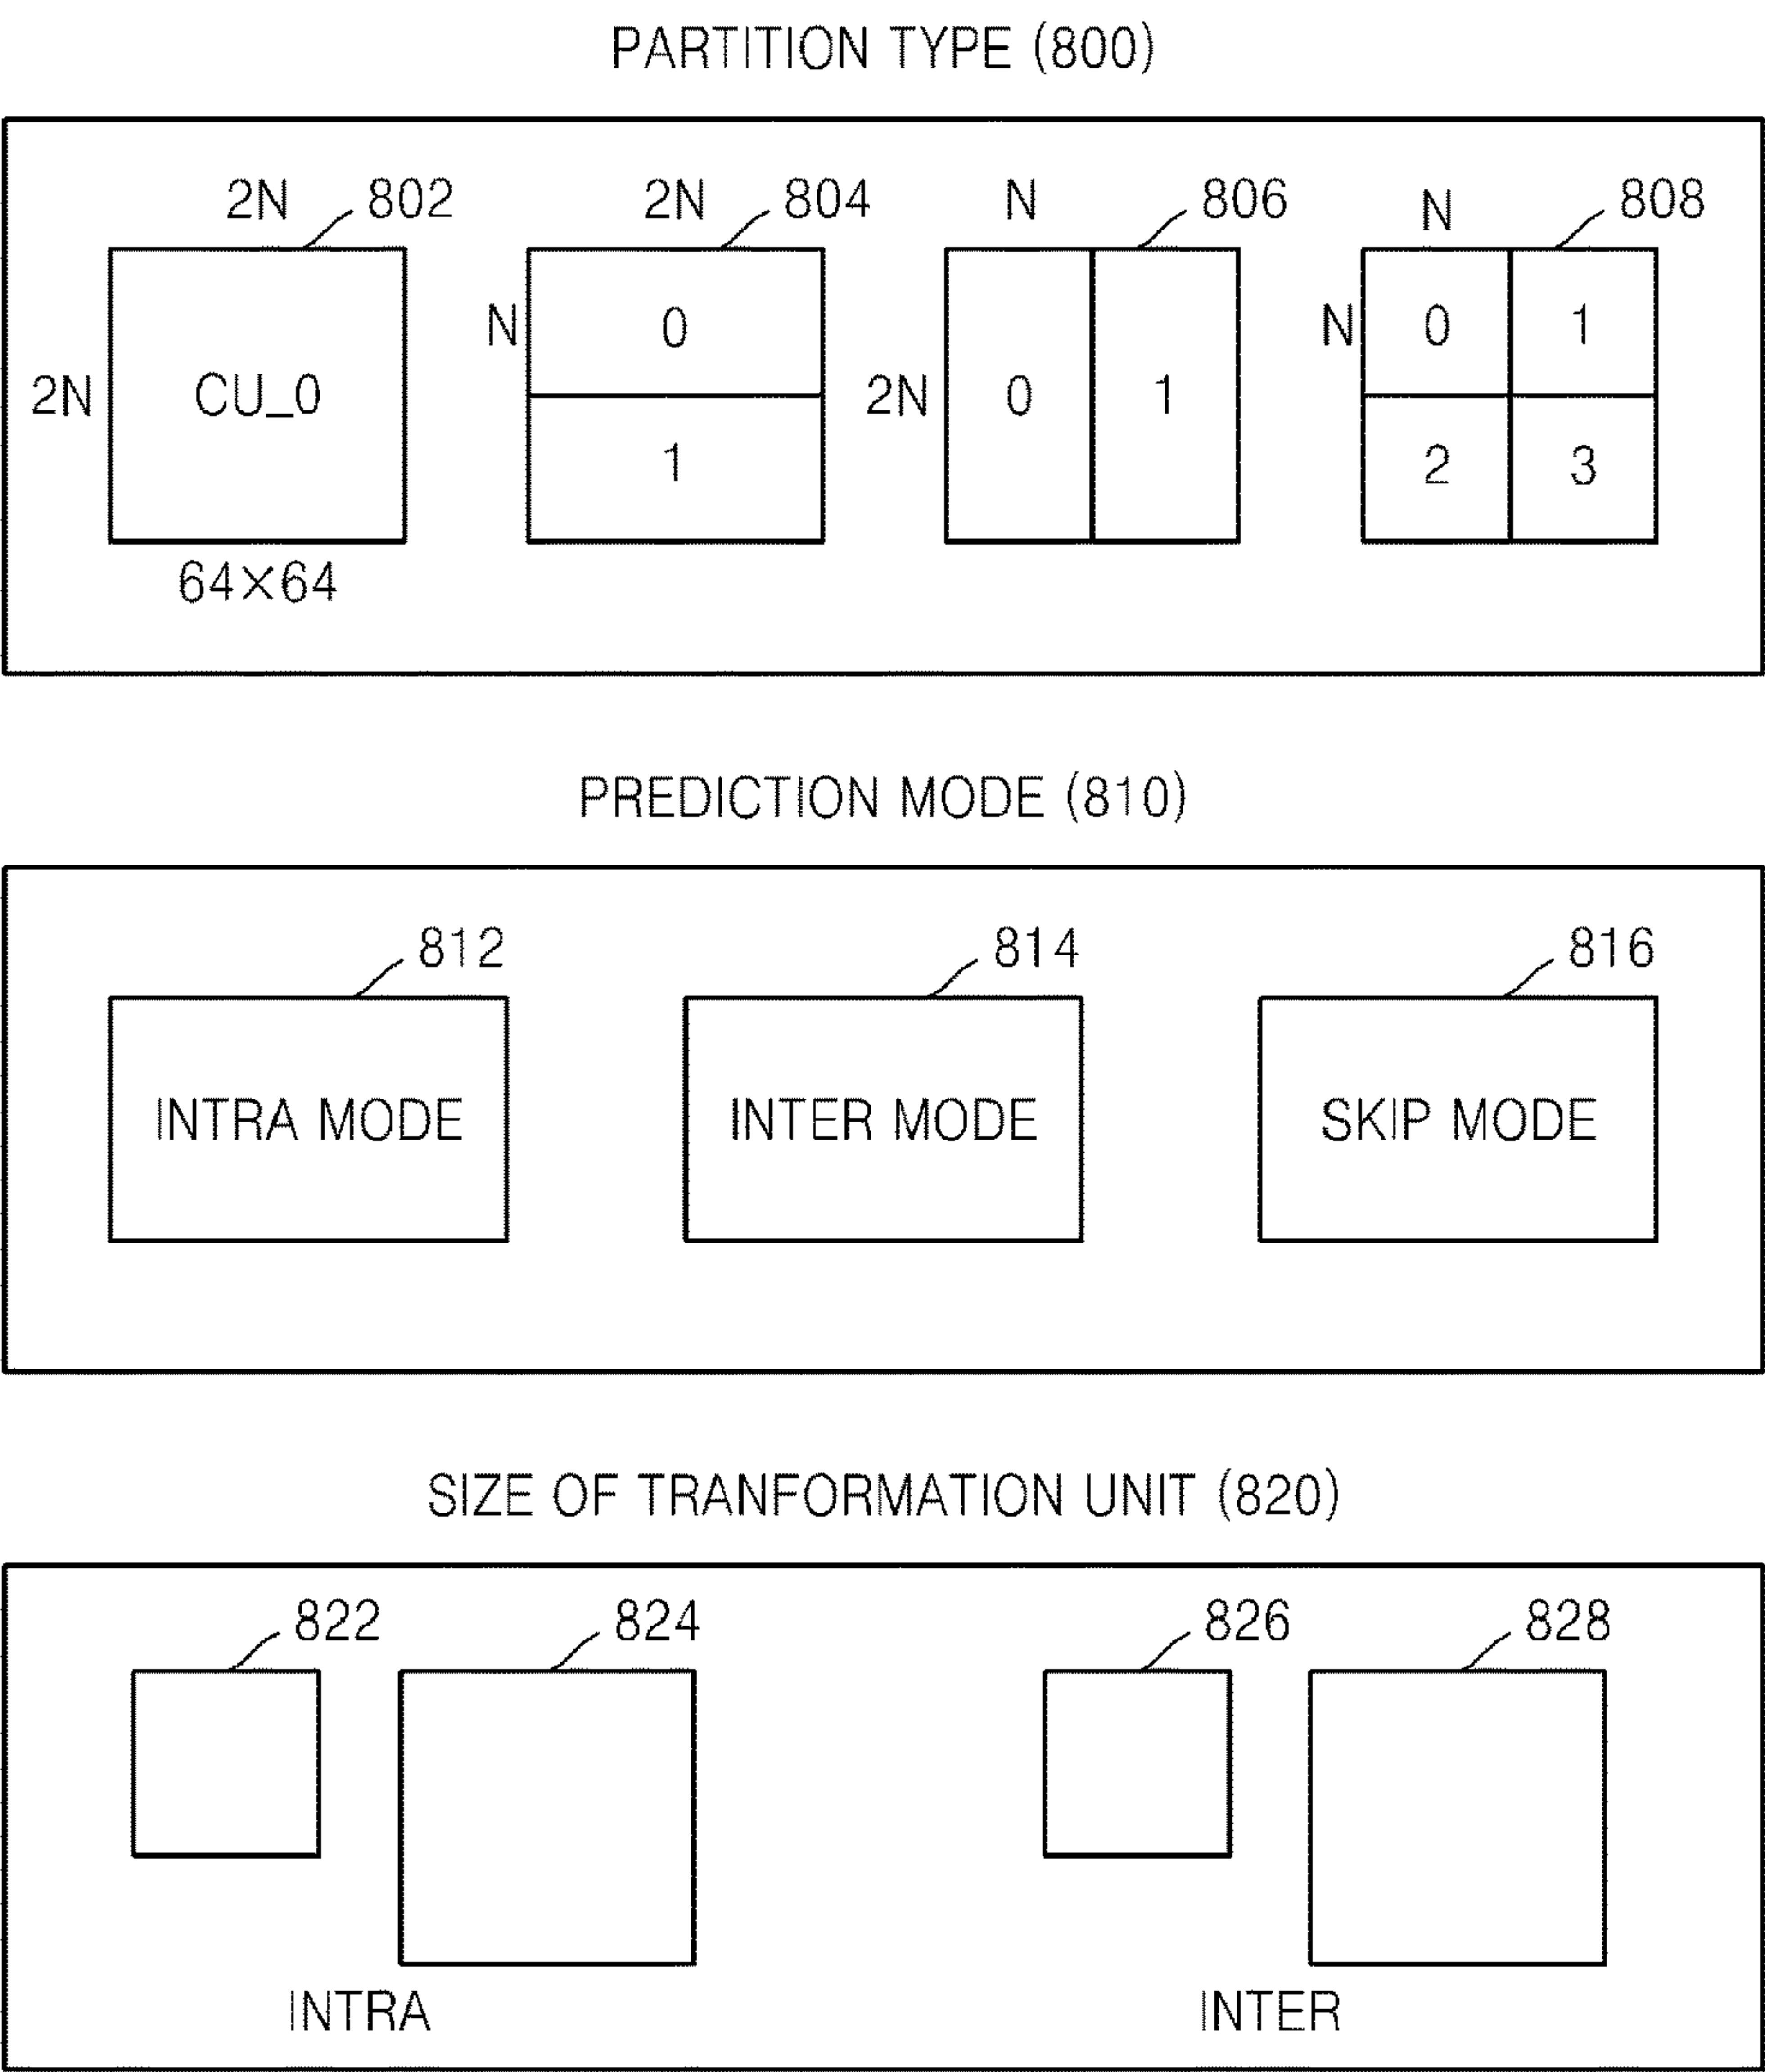 PARTITION TYPE (800)
2N 802 2N 804 N 806 N 808
N 0 N 0 1
2N CU_0 2N 0 1
1 2 3
64×64
PREDICTION MODE (810)
812 814 816
INTRA MODE INTER MODE SKIP MODE
SIZE OF TRANFORMATION UNIT (820)
822 824 826 828
INTRA INTER